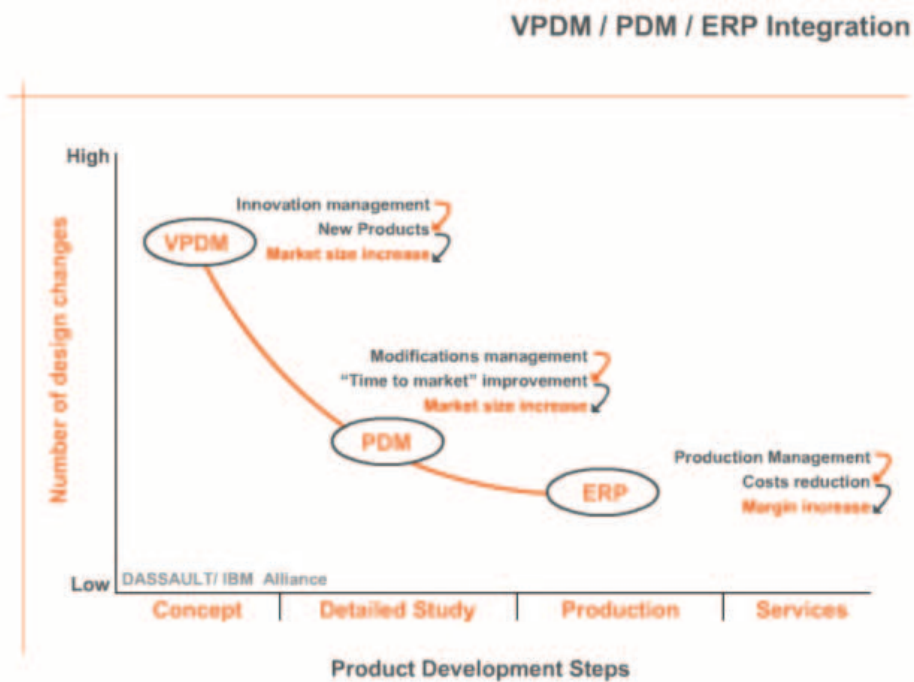 VPDM / PDM / ERP Integration
High
Number of design changes
Innovation management
New Products
Market size increase
VPDM
Modifications management
“Time to market” improvement
Market size increase
PDM
Production Management
Costs reduction
Margin increase
ERP
Low
DASSAULT/ IBM Alliance
Concept
Detailed Study
Production
Services
Product Development Steps